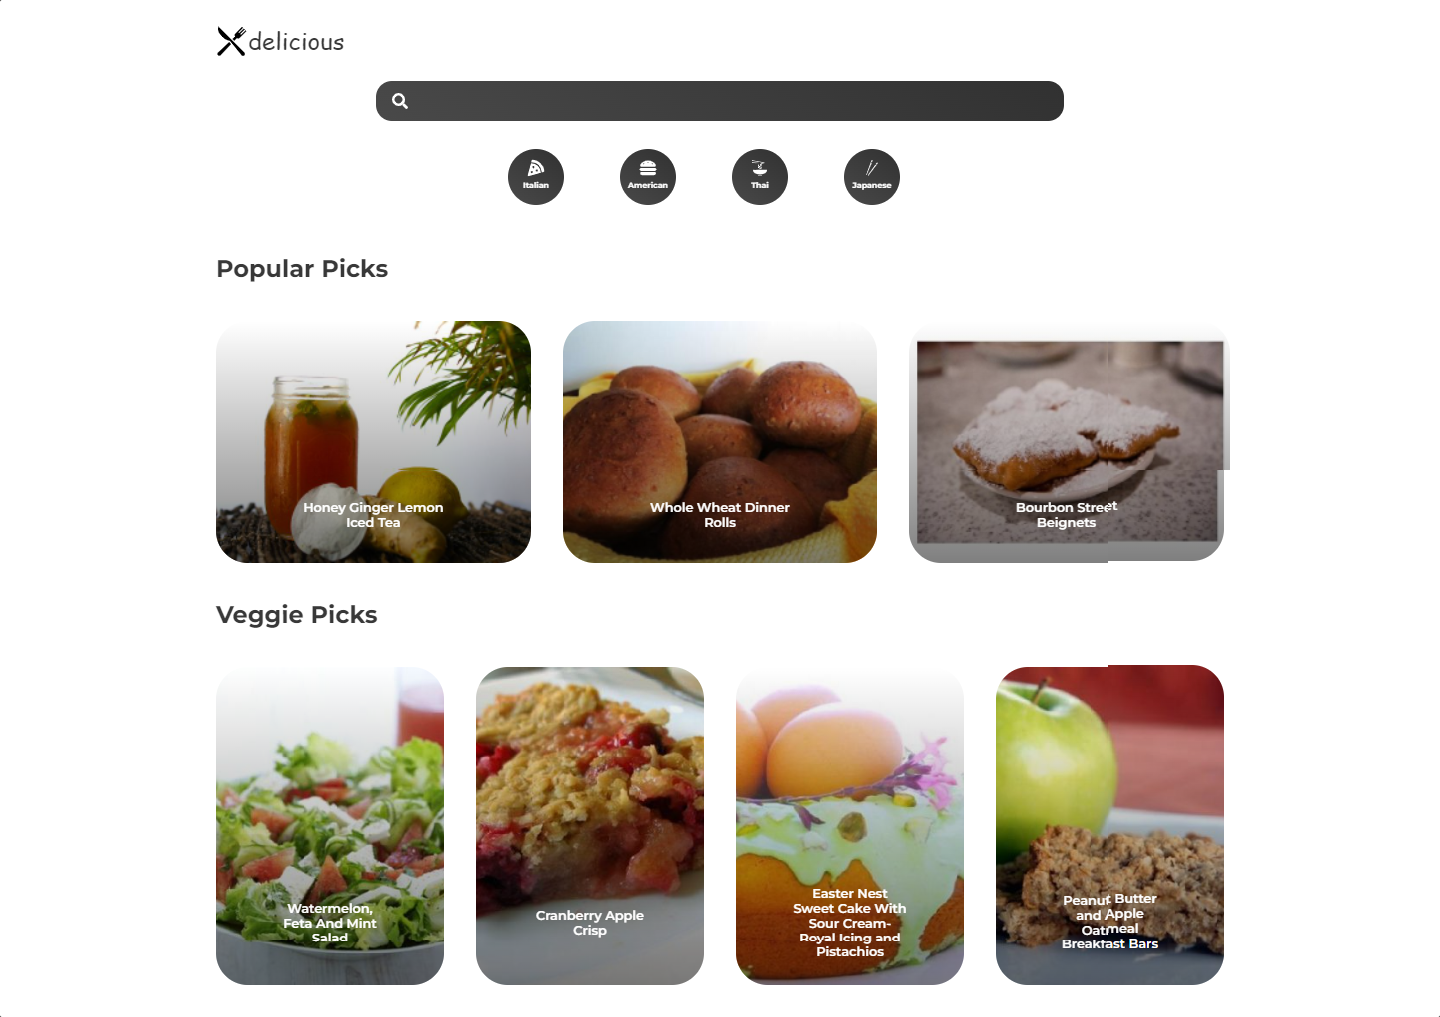 delicious
Italian
American
Thai
Japanese
Popular Picks
Honey Ginger Lemon
Iced Tea
Whole Wheat Dinner
Rolls
Bourbon Street
Beignets
Veggie Picks
Watermelon,
Feta And Mint
Salad
Cranberry Apple
Crisp
Easter Nest
Sweet Cake With
Sour Cream-
Royal Icing and
Pistachios
Peanut Butter
and Apple
Oatmeal
Breakfast Bars